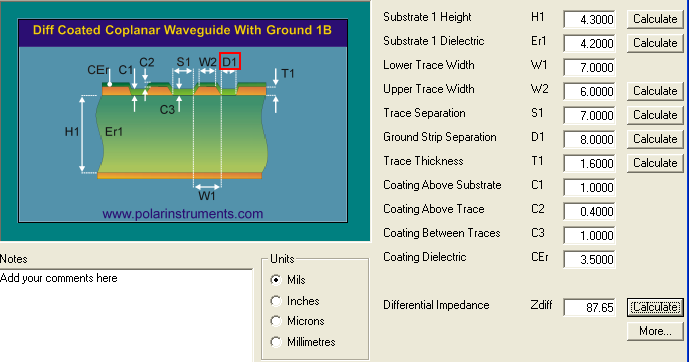 Diff Coated Coplanar Waveguide With Ground 1B
CEr C1 C2 S1 W2 D1 T1
C3
H1 Er1
W1
www.polarinstruments.com
Substrate 1 Height H1 4.3000 Calculate
Substrate 1 Dielectric Er1 4.2000 Calculate
Lower Trace Width W1 7.0000
Upper Trace Width W2 6.0000 Calculate
Trace Separation S1 7.0000 Calculate
Ground Strip Separation D1 8.0000 Calculate
Trace Thickness T1 1.6000 Calculate
Coating Above Substrate C1 1.0000
Coating Above Trace C2 0.4000
Coating Between Traces C3 1.0000
Coating Dielectric CEr 3.5000
Notes
Add your comments here
Units
Mils
Inches
Microns
Millimetres
Differential Impedance Zdiff 87.65 Calculate
More...